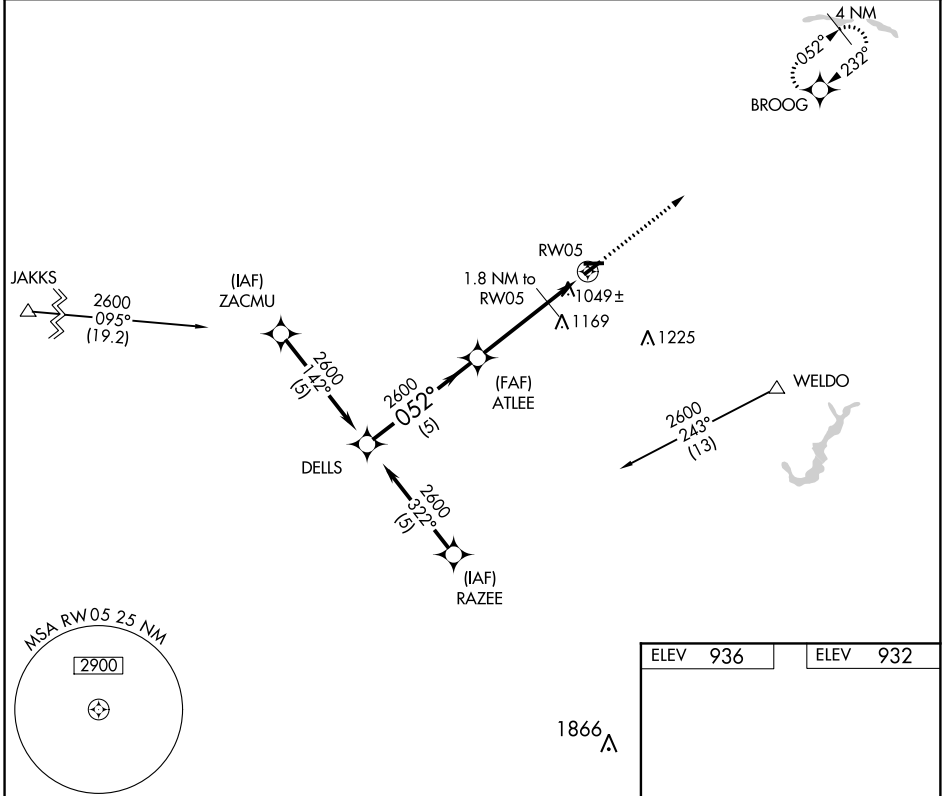 4 NM
052°
232°
BROOG
RW05
1.8 NM to
RW05
1049±
1169
1225
JAKKS
2600
095°
(19.2)
(IAF)
ZACMU
2600
142°
(5)
2600
052°
(5)
(FAF)
ATLEE
WELDO
2600
243°
(13)
DELLS
2600
322°
(5)
(IAF)
RAZEE
MSA RW05 25 NM
2900
ELEV 936
ELEV 932
1866